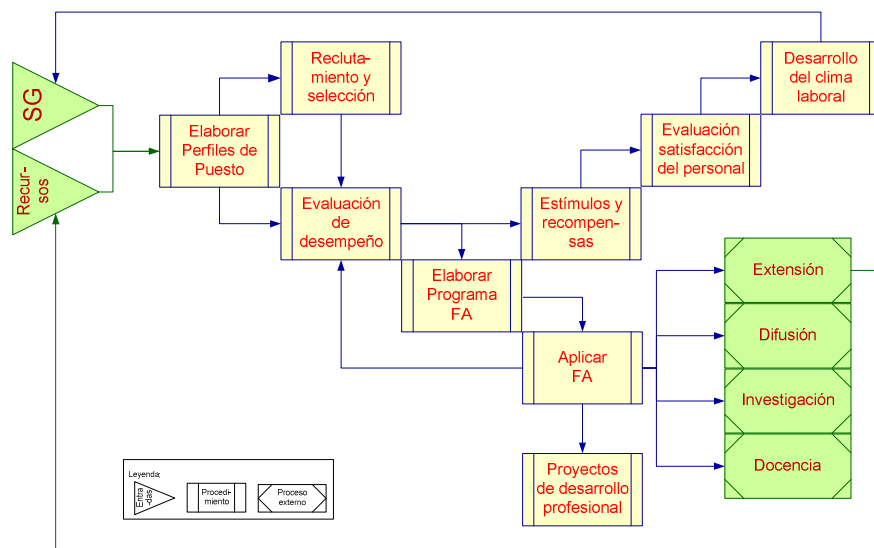 SG
Recur-
sos
Elaborar
Perfiles de
Puesto
Recluta-
miento y
selección
Evaluación
de
desempeño
Elaborar
Programa
FA
Estímulos y
recompen-
sas
Aplicar
FA
Proyectos
de desarrollo
profesional
Evaluación
satisfacción
del personal
Desarrollo
del clima
laboral
Extensión
Difusión
Investigación
Docencia
Leyenda:
Entra
-das
Procedi-
miento
Proceso
externo